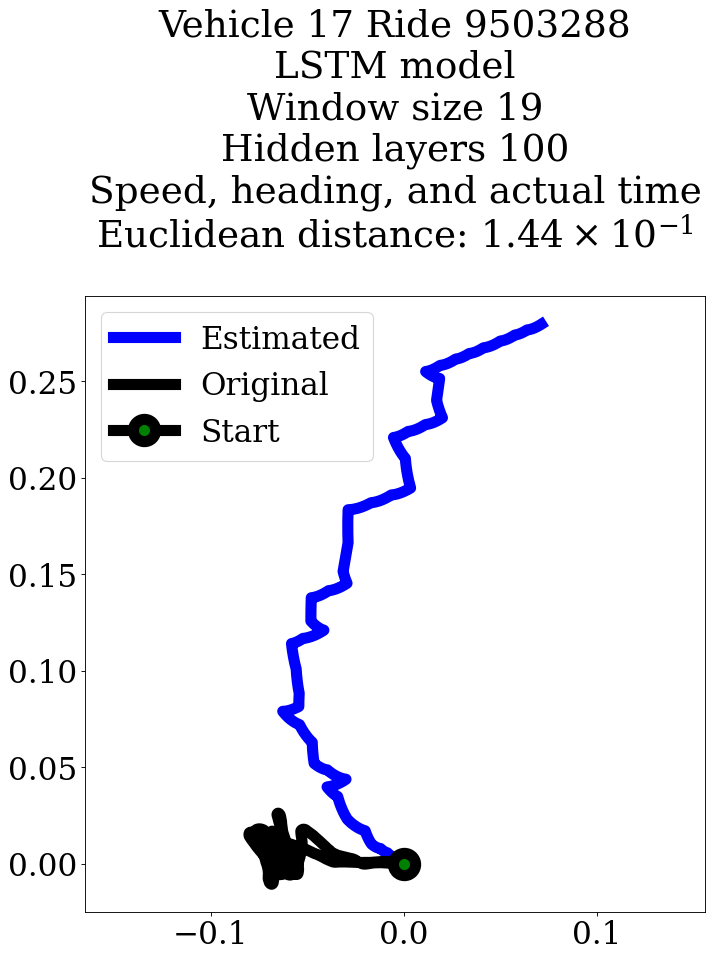 Vehicle 17 Ride 9503288
LSTM model
Window size 19
Hidden layers 100
Speed, heading, and actual time
Euclidean distance: 1.44 × 10⁻¹
Estimated
Original
Start
0.25
0.20
0.15
0.10
0.05
0.00
−0.1
0.0
0.1